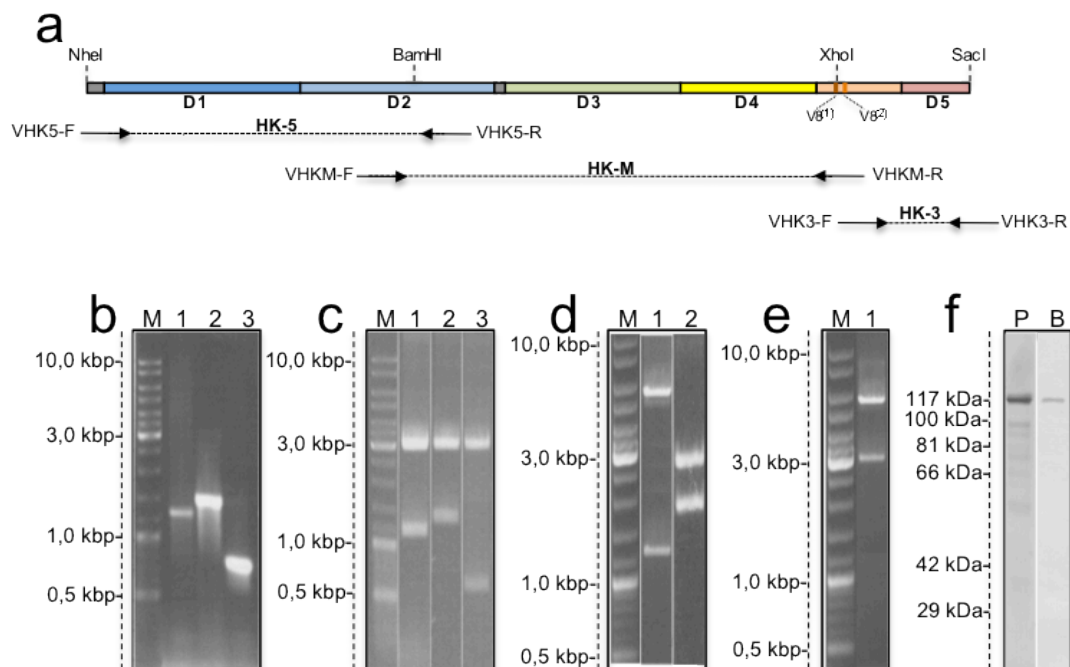 a
NheI BamHI XhoI SacI
D1 D2 D3 D4 D5
V8(1) V8(2)
VHK5-F HK-5 VHK5-R
VHKM-F HK-M VHKM-R
VHK3-F HK-3 VHK3-R
b
M 1 2 3
10,0 kbp-
3,0 kbp-
1,0 kbp-
0,5 kbp-
c
M 1 2 3
10,0 kbp-
3,0 kbp-
1,0 kbp-
0,5 kbp-
d
M 1 2
10,0 kbp-
3,0 kbp-
1,0 kbp-
0,5 kbp-
e
M 1
10,0 kbp-
3,0 kbp-
1,0 kbp-
0,5 kbp-
f
P B
117 kDa-
100 kDa-
81 kDa-
66 kDa-
42 kDa-
29 kDa-